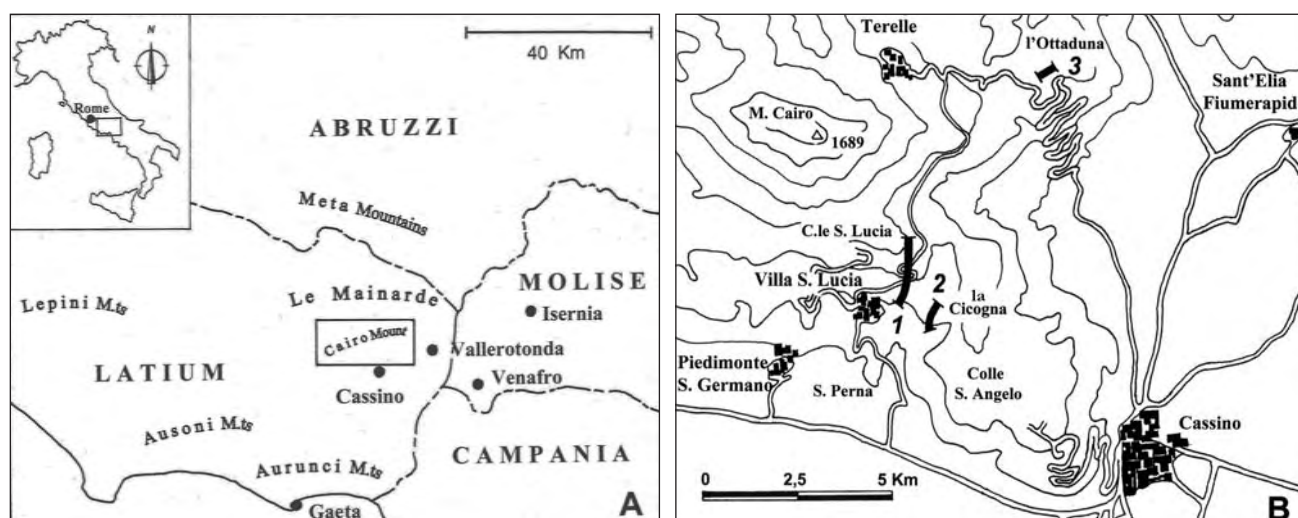 N
40 Km
Rome
ABRUZZI
Meta Mountains
MOLISE
Lepini M.ts
Le Mainarde
Isernia
Cairo Mount
Vallerotonda
LATIUM
Cassino
Venafro
Ausoni M.ts
CAMPANIA
Aurunci M.ts
Gaeta
A
Terelle
l'Ottaduna
3
Sant'Elia
Fiumerapid
M. Cairo
1689
C.le S. Lucia
Villa S. Lucia
2
la
Cicogna
1
Piedimonte
S. Germano
S. Perna
Colle
S. Angelo
Cassino
0 2,5 5 Km
B